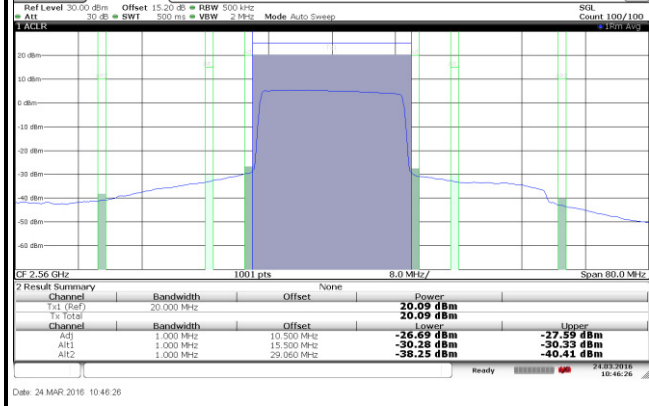 Ref Level 30.00 dBm Offset 15.20 dB RBW 500 kHz SGL
Att 30 dB SWT 500 ms VBW 2 MHz Mode Auto Sweep Count 100/100
1 ACLR 1Rm Avg
20 dBm
10 dBm
0 dBm
-10 dBm
-20 dBm
-30 dBm
-40 dBm
-50 dBm
-60 dBm
CF 2.56 GHz 1001 pts 8.0 MHz/ Span 80.0 MHz
2 Result Summary None
Channel Bandwidth Offset Power
Tx1 (Ref) 20.000 MHz 20.09 dBm
Tx Total 20.09 dBm
Channel Bandwidth Offset Lower Upper
Adj 1.000 MHz 10.500 MHz -26.69 dBm -27.59 dBm
Alt1 1.000 MHz 15.500 MHz -30.28 dBm -30.33 dBm
Alt2 1.000 MHz 29.060 MHz -38.25 dBm -40.41 dBm
Ready 24.03.2016
10:46:26
Date: 24 MAR 2016 10:46:26